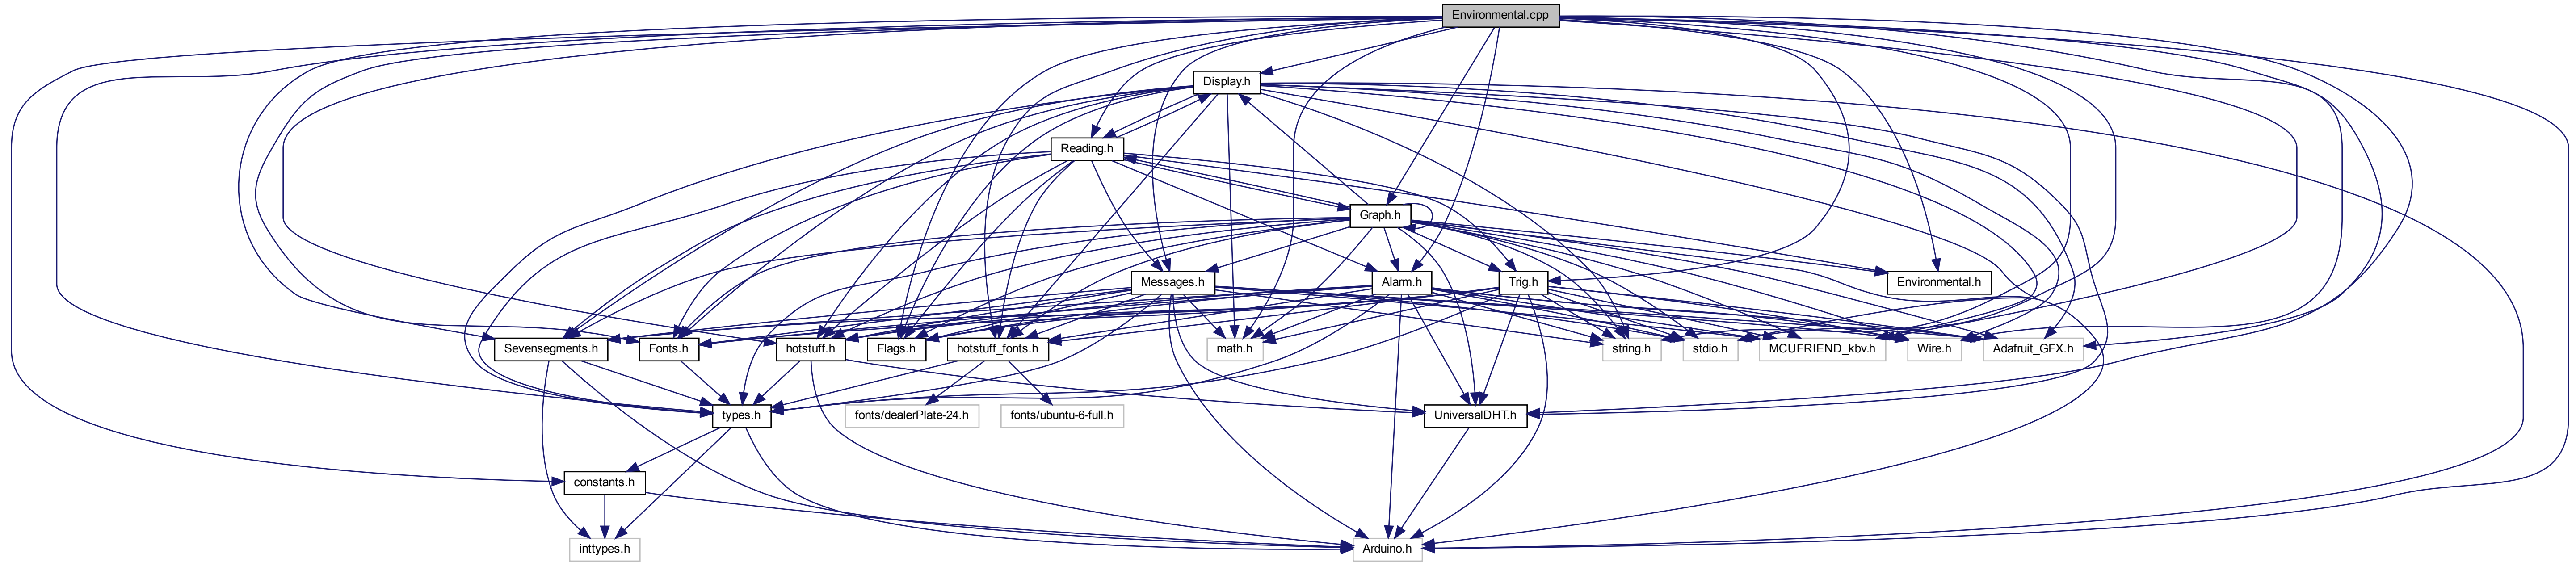 Environmental.cpp
Display.h
Reading.h
Graph.h
Messages.h
Alarm.h
Trig.h
Environmental.h
Sevensegments.h
Fonts.h
hotstuff.h
Flags.h
hotstuff_fonts.h
math.h
string.h
stdio.h
MCUFRIEND_kbv.h
Wire.h
Adafruit_GFX.h
types.h
fonts/dealerPlate-24.h
fonts/ubuntu-6-full.h
UniversalDHT.h
constants.h
inttypes.h
Arduino.h